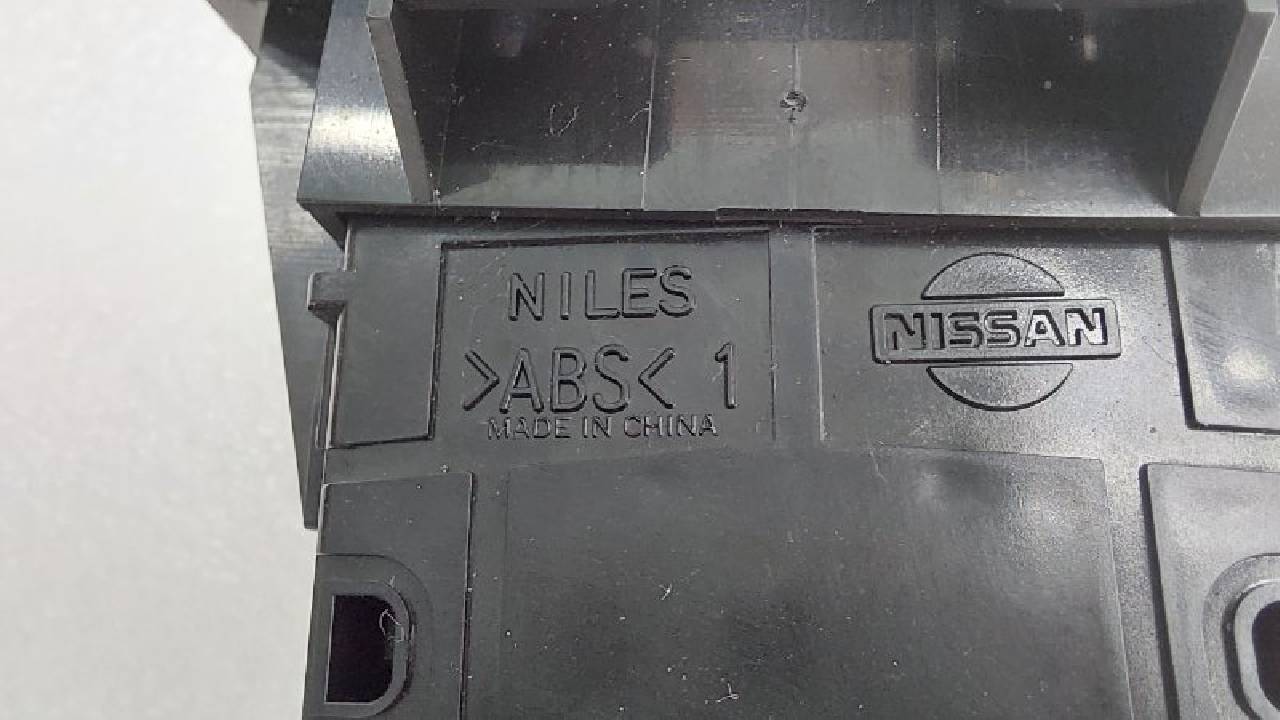 NILES
>ABS< 1
MADE IN CHINA
NISSAN